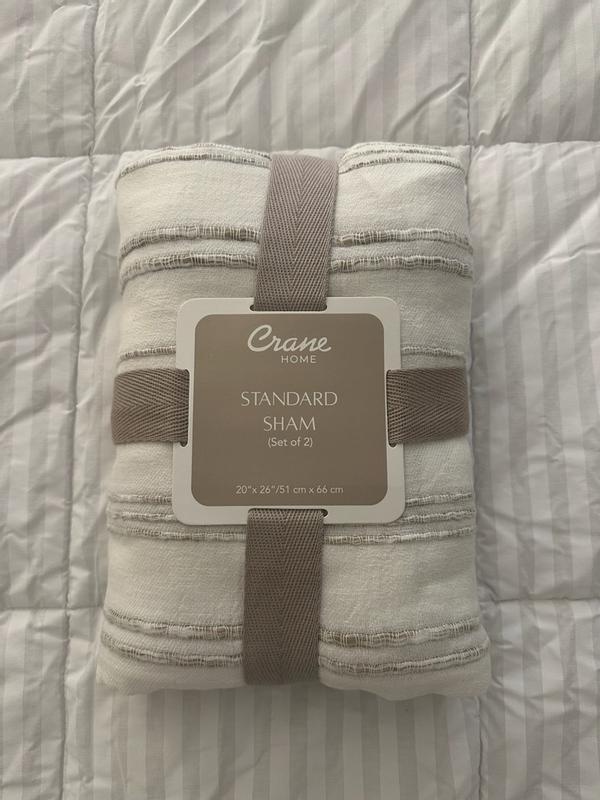 Crane
HOME
STANDARD
SHAM
(Set of 2)
20"x 26"/51 cm x 66 cm